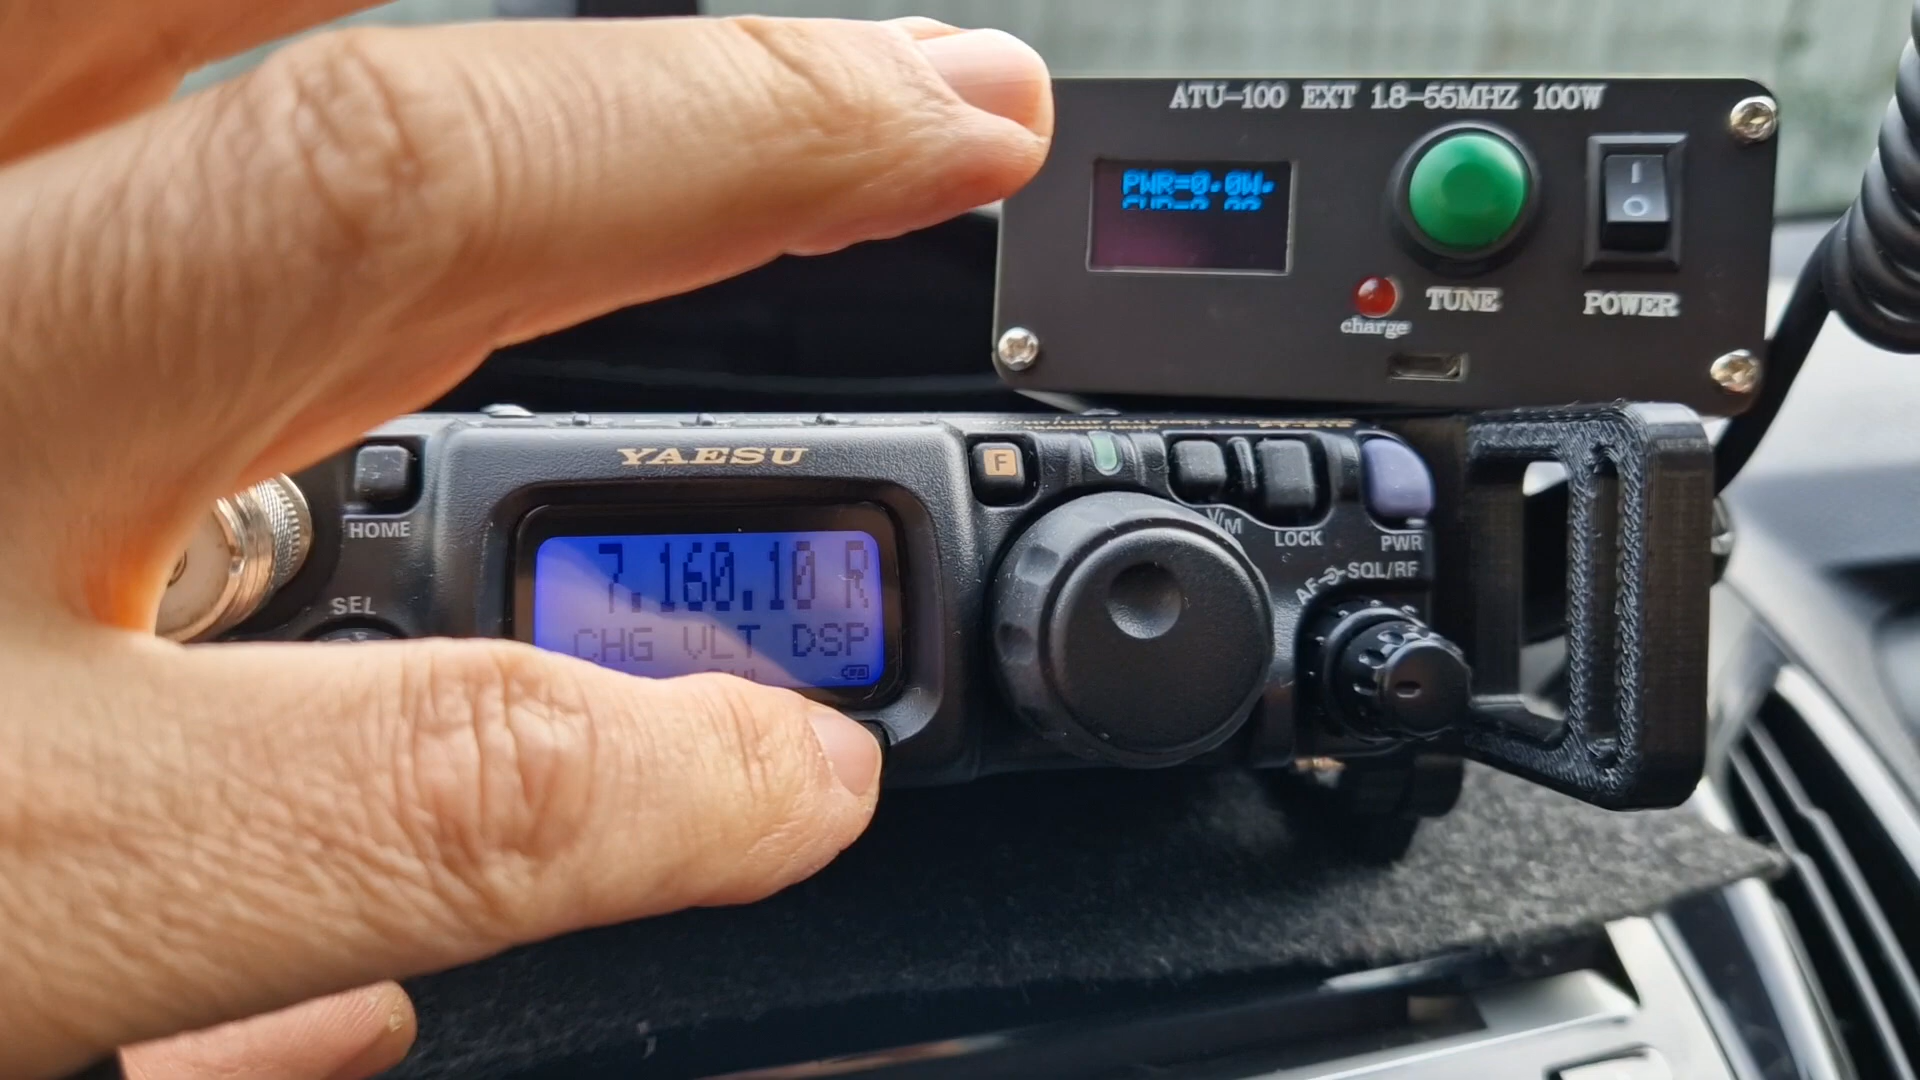 ATU-100 EXT 1.8-55MHZ 100W
PWR=0.0W.
TUNE
POWER
charge
YAESU
F
HOME
V/M
LOCK
PWR
7.160.10 R
AF SQL/RF
SEL
CHG VLT DSP